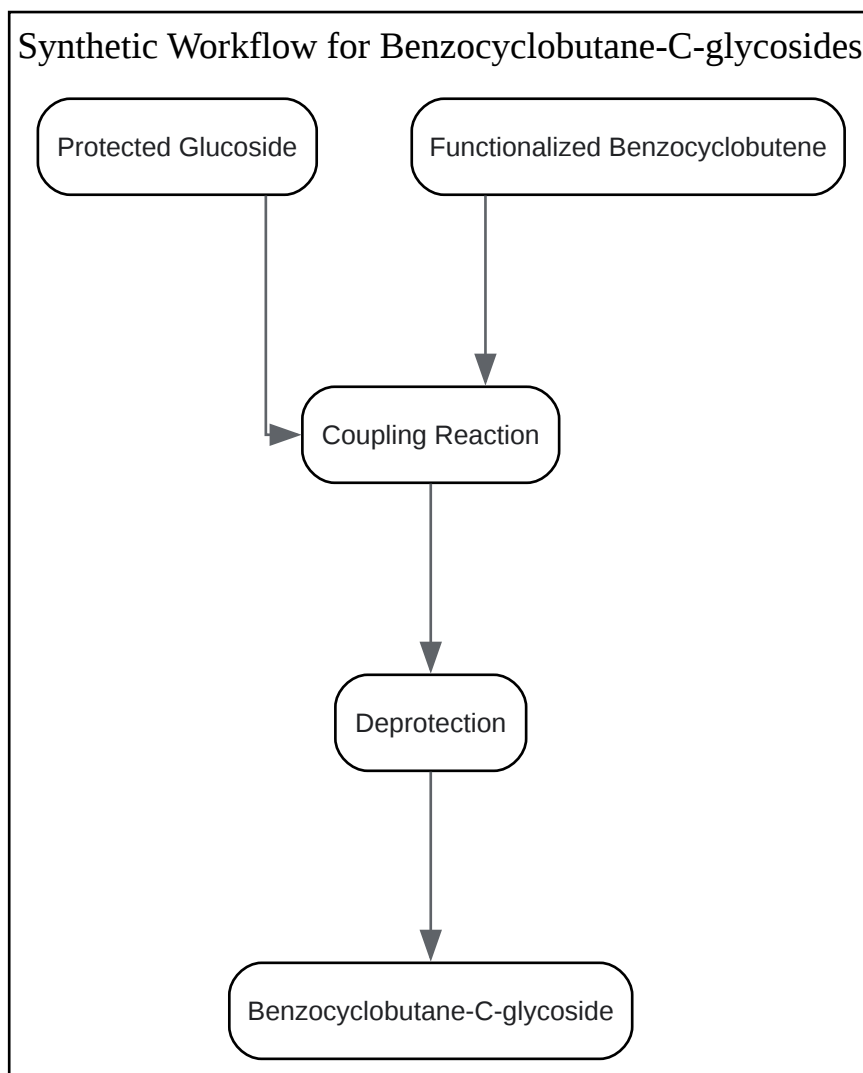 Synthetic Workflow for Benzocyclobutane-C-glycosides
Protected Glucoside
Functionalized Benzocyclobutene
Coupling Reaction
Deprotection
Benzocyclobutane-C-glycoside